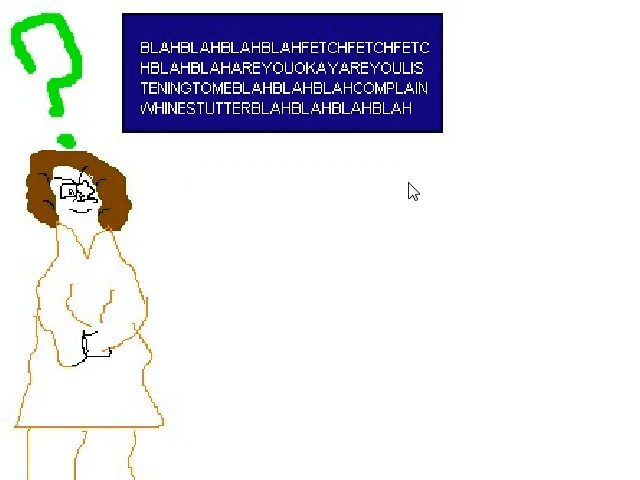 ?
BLAHBLAHBLAHBLAHFETCHFETCHFETC
HBLAHBLAHAREYOUOKAYAREYOULIS
TENINGTOMEBLAHBLAHBLAHCOMPLAIN
WHINESTUTTERBLAHBLAHBLAHBLAH